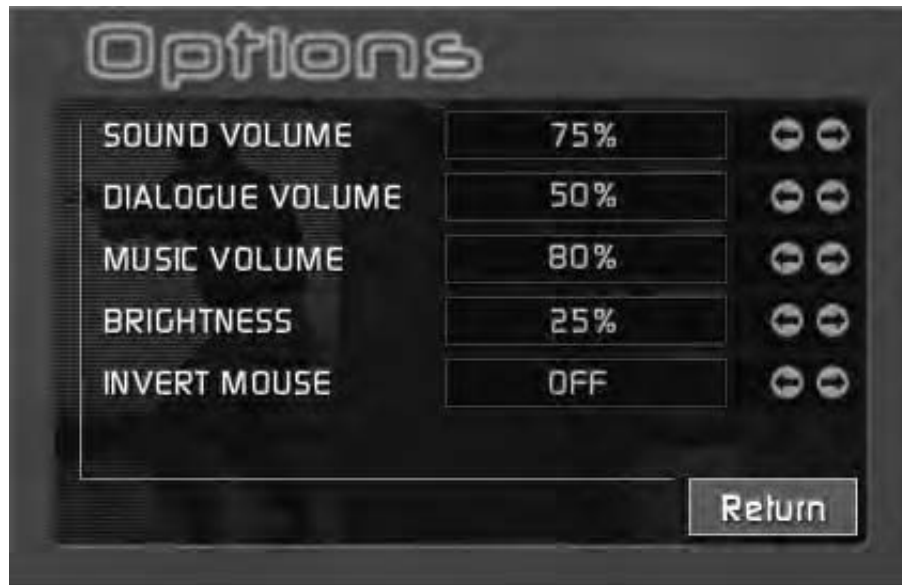 Options
SOUND VOLUME 75%
DIALOGUE VOLUME 50%
MUSIC VOLUME 80%
BRIGHTNESS 25%
INVERT MOUSE OFF
Return